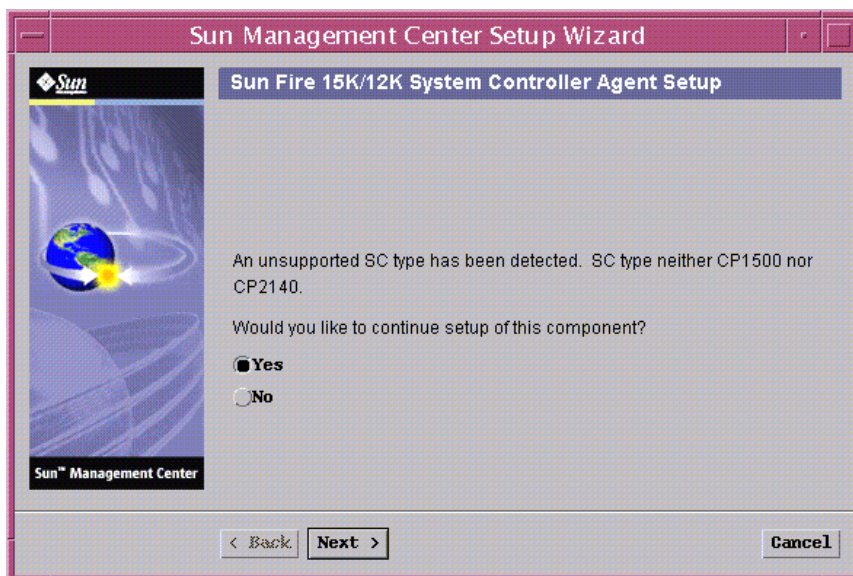 Sun Management Center Setup Wizard
Sun
Sun Fire 15K/12K System Controller Agent Setup
An unsupported SC type has been detected. SC type neither CP1500 nor
CP2140.
Would you like to continue setup of this component?
Yes
No
Sun™ Management Center
< Back
Next >
Cancel